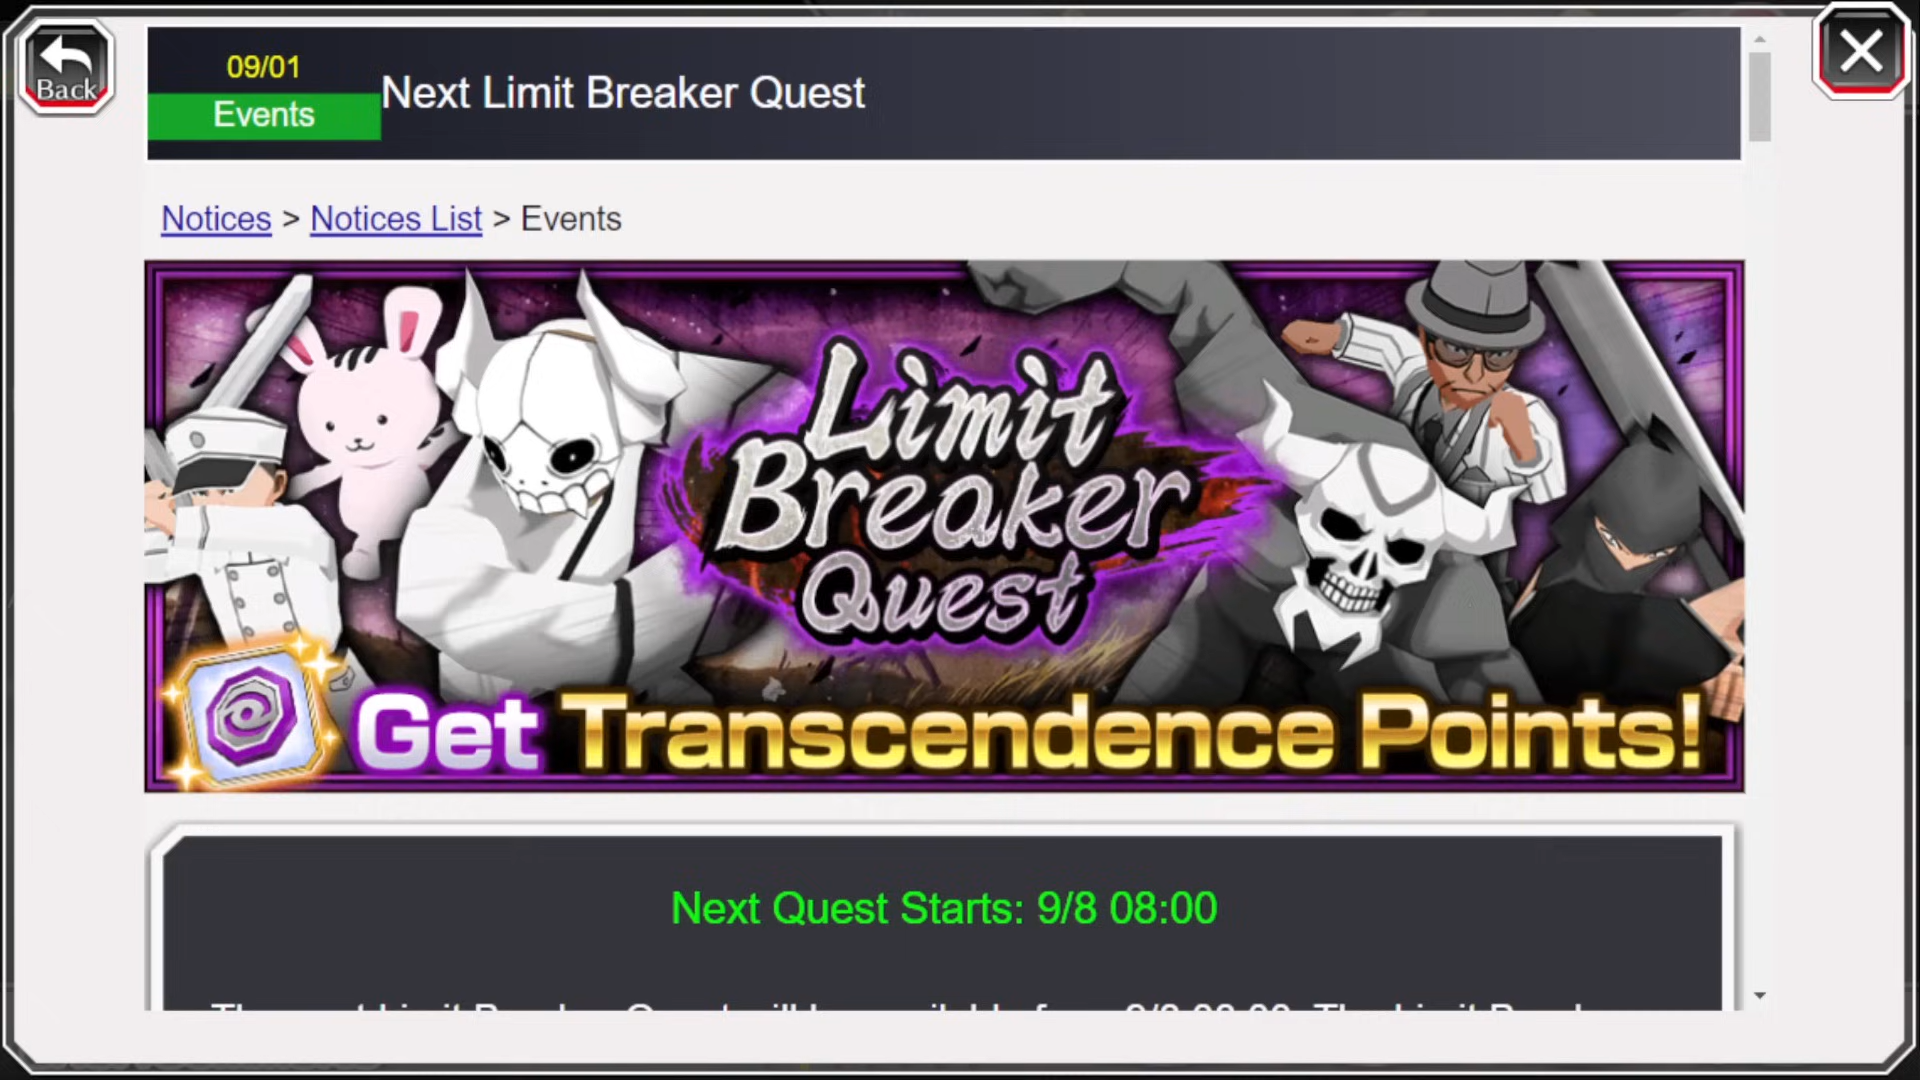 Back
09/01
Events
Next Limit Breaker Quest
Notices > Notices List > Events
Limit
Breaker
Quest
Get Transcendence Points!
Next Quest Starts: 9/8 08:00